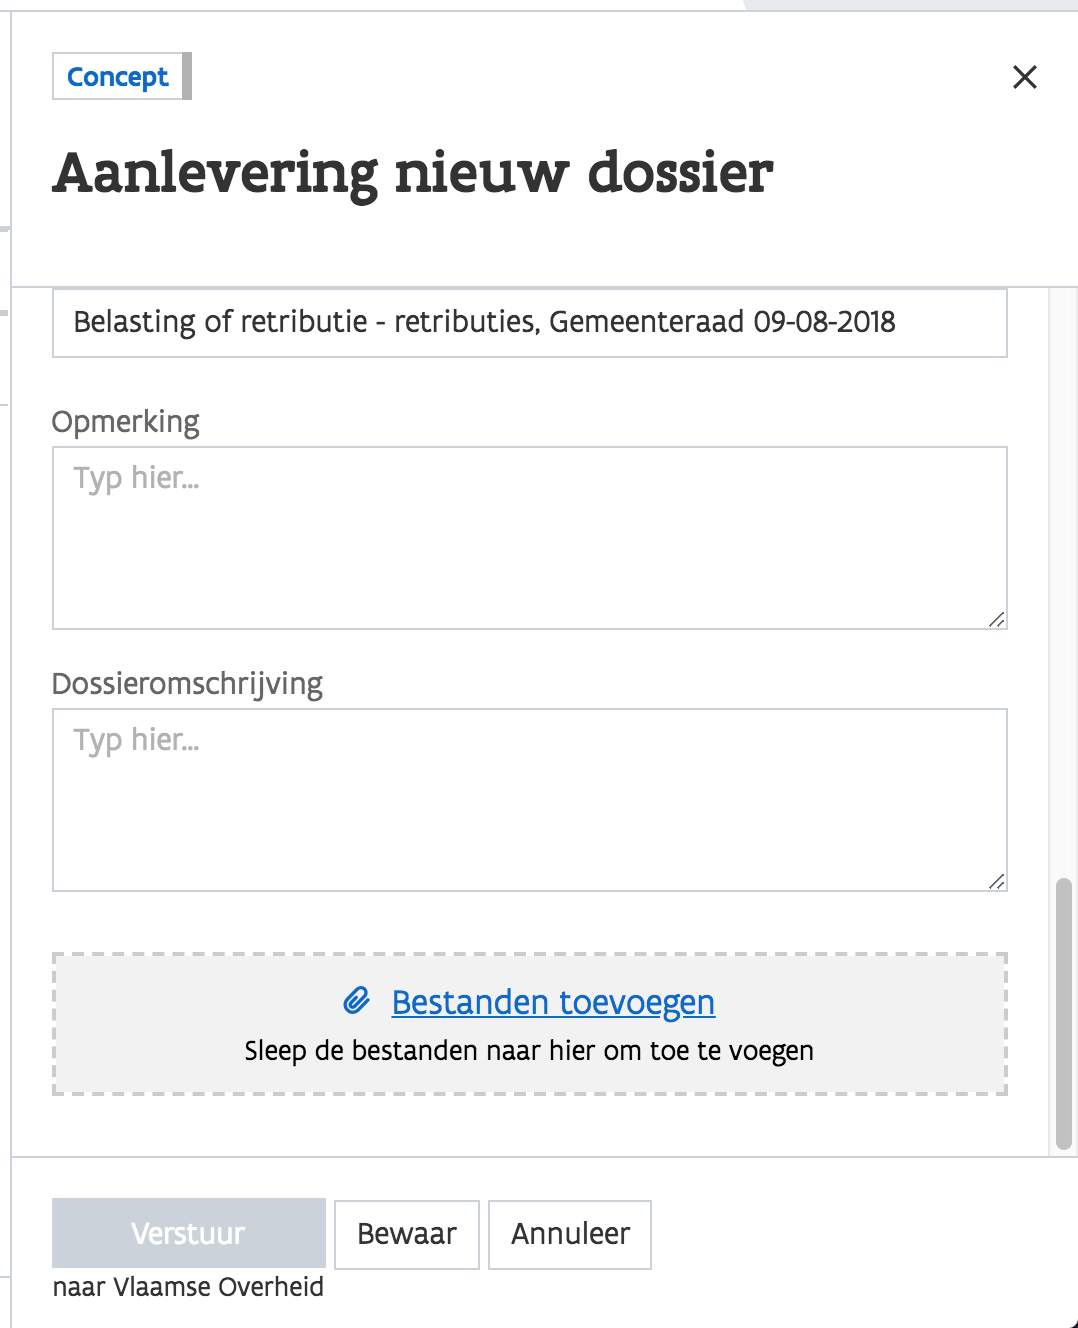 Concept
Aanlevering nieuw dossier
Belasting of retributie - retributies, Gemeenteraad 09-08-2018
Opmerking
Typ hier...
Dossieromschrijving
Typ hier...
Bestanden toevoegen
Sleep de bestanden naar hier om toe te voegen
Verstuur
Bewaar
Annuleer
naar Vlaamse Overheid